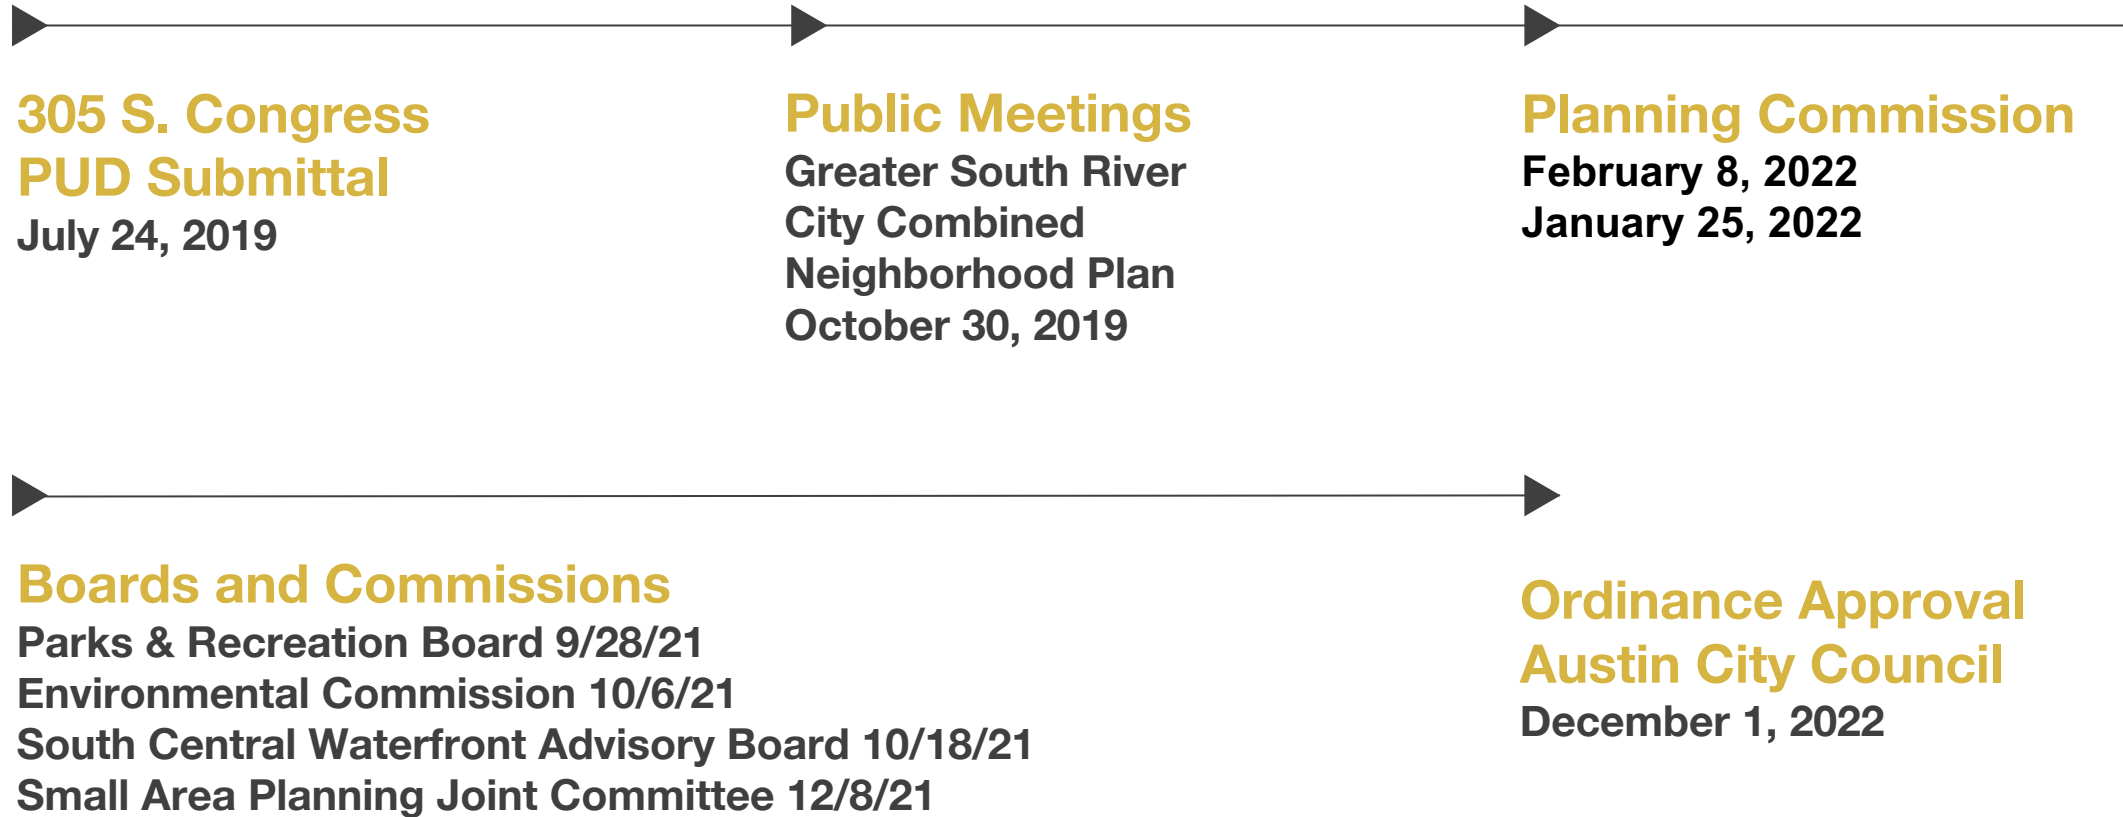 305 S. Congress
PUD Submittal
July 24, 2019
Public Meetings
Greater South River
City Combined
Neighborhood Plan
October 30, 2019
Planning Commission
February 8, 2022
January 25, 2022
Boards and Commissions
Parks & Recreation Board 9/28/21
Environmental Commission 10/6/21
South Central Waterfront Advisory Board 10/18/21
Small Area Planning Joint Committee 12/8/21
Ordinance Approval
Austin City Council
December 1, 2022